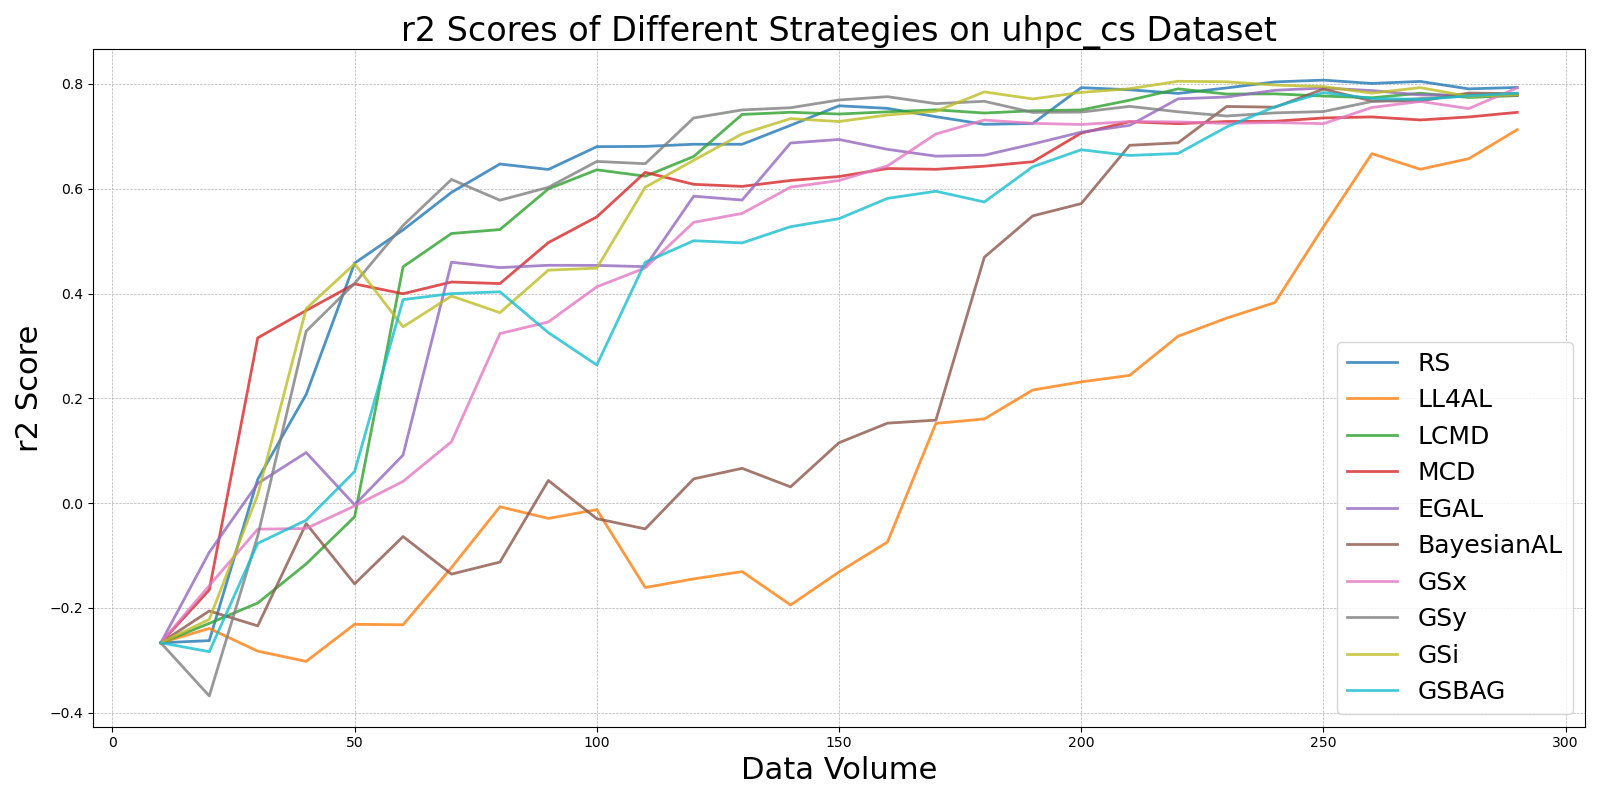 r2 Scores of Different Strategies on uhpc_cs Dataset
r2 Score
0.8
0.6
0.4
0.2
0.0
−0.2
−0.4
0 50 100 150 200 250 300
Data Volume
RS
LL4AL
LCMD
MCD
EGAL
BayesianAL
GSx
GSy
GSi
GSBAG